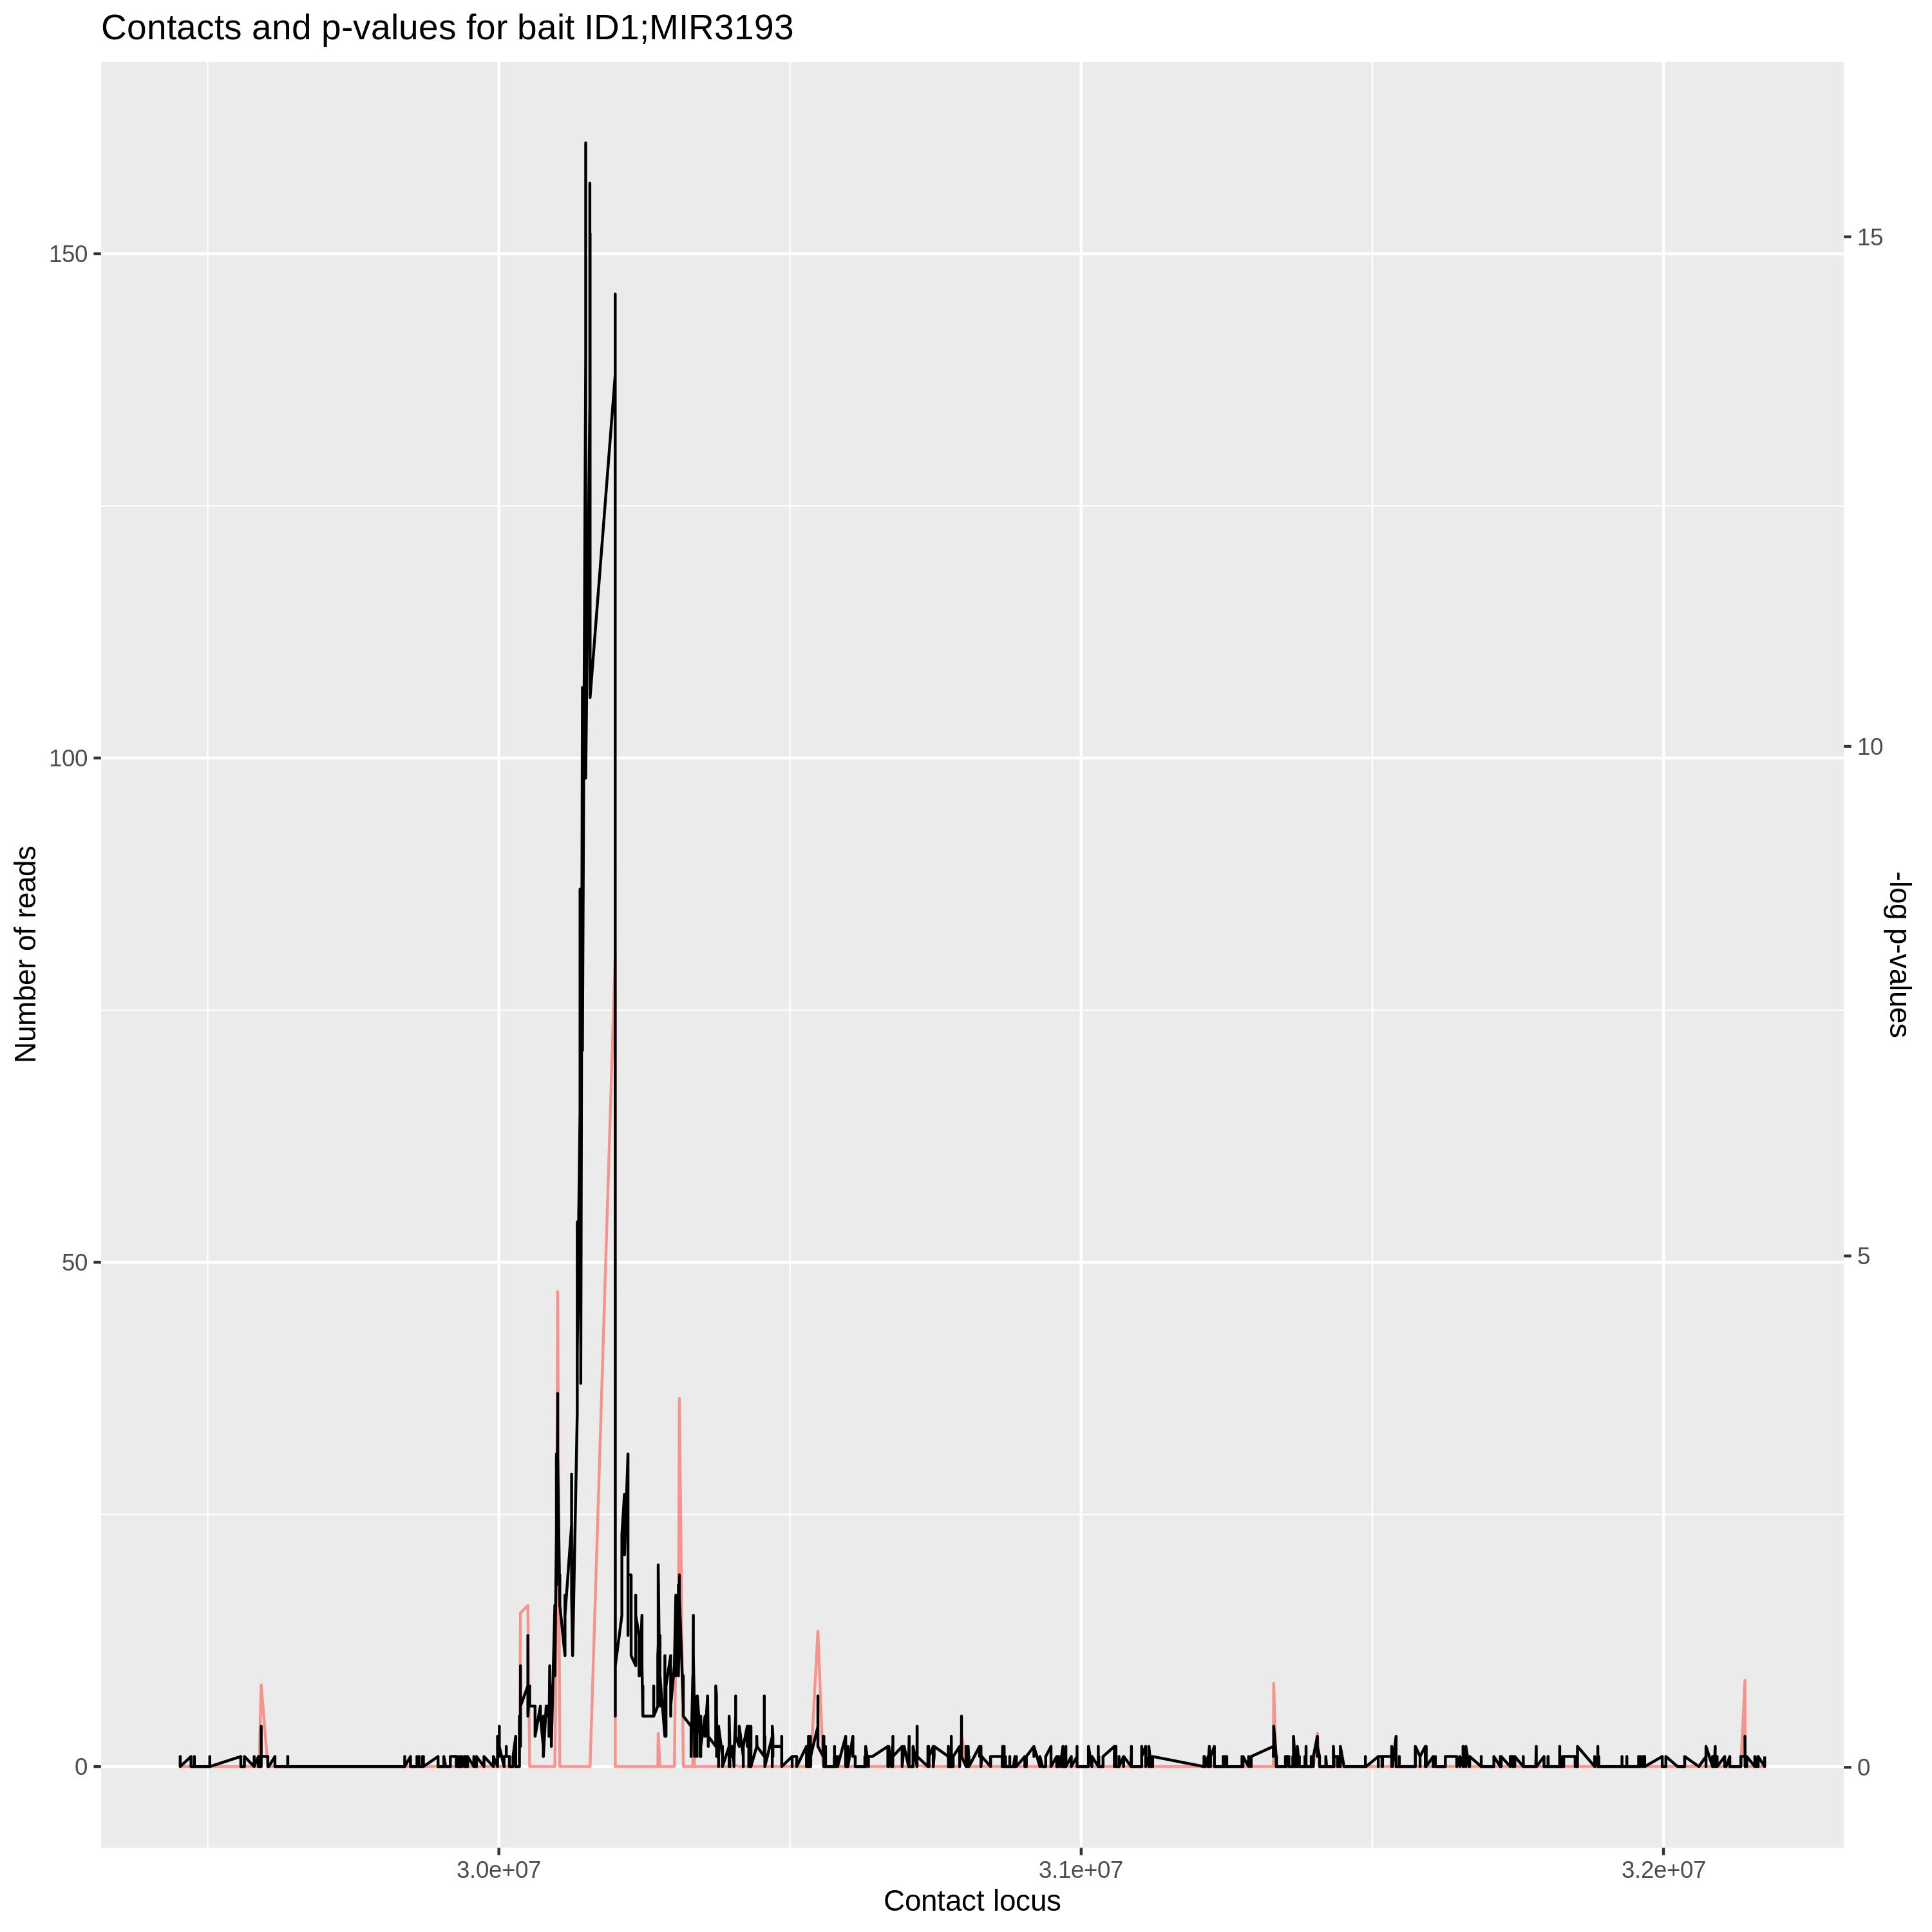 Contacts and p-values for bait ID1;MIR3193
150
100
50
0
15
10
5
0
Number of reads
-log p-values
3.0e+07 3.1e+07 3.2e+07
Contact locus